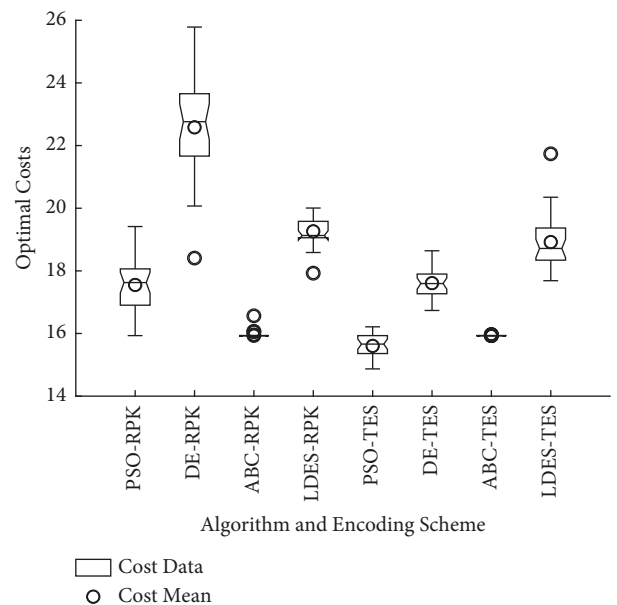 26
24
22
20
18
16
14
Optimal Costs
PSO-RPK
DE-RPK
ABC-RPK
LDES-RPK
PSO-TES
DE-TES
ABC-TES
LDES-TES
Algorithm and Encoding Scheme
Cost Data
Cost Mean